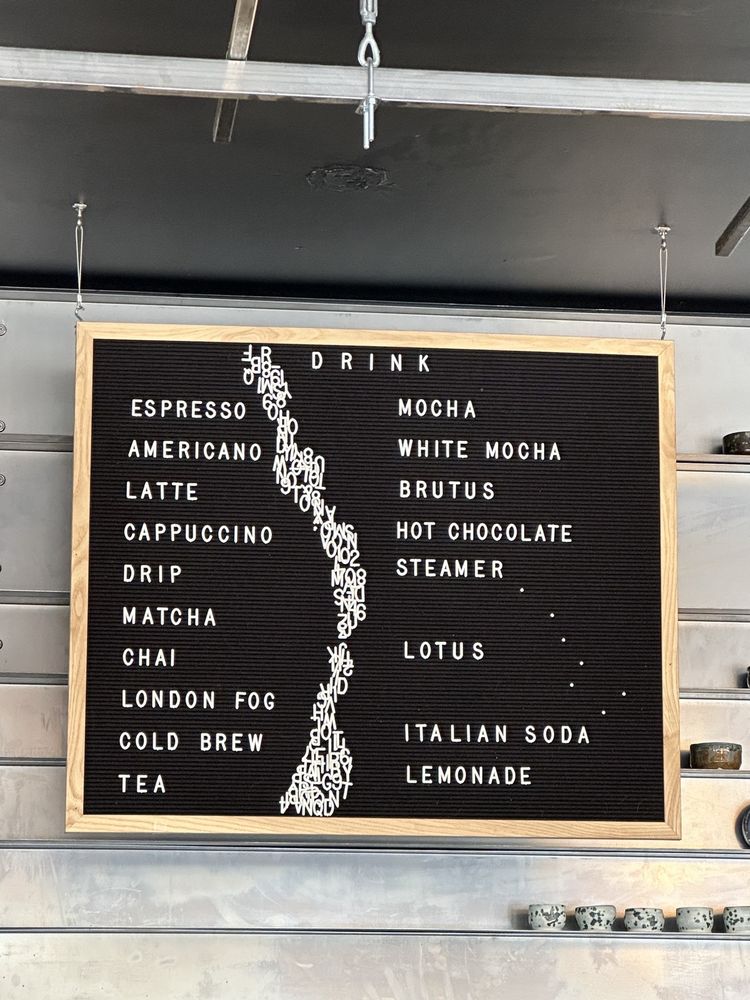 DRINK
ESPRESSO
AMERICANO
LATTE
CAPPUCCINO
DRIP
MATCHA
CHAI
LONDON FOG
COLD BREW
TEA
MOCHA
WHITE MOCHA
BRUTUS
HOT CHOCOLATE
STEAMER
LOTUS
ITALIAN SODA
LEMONADE